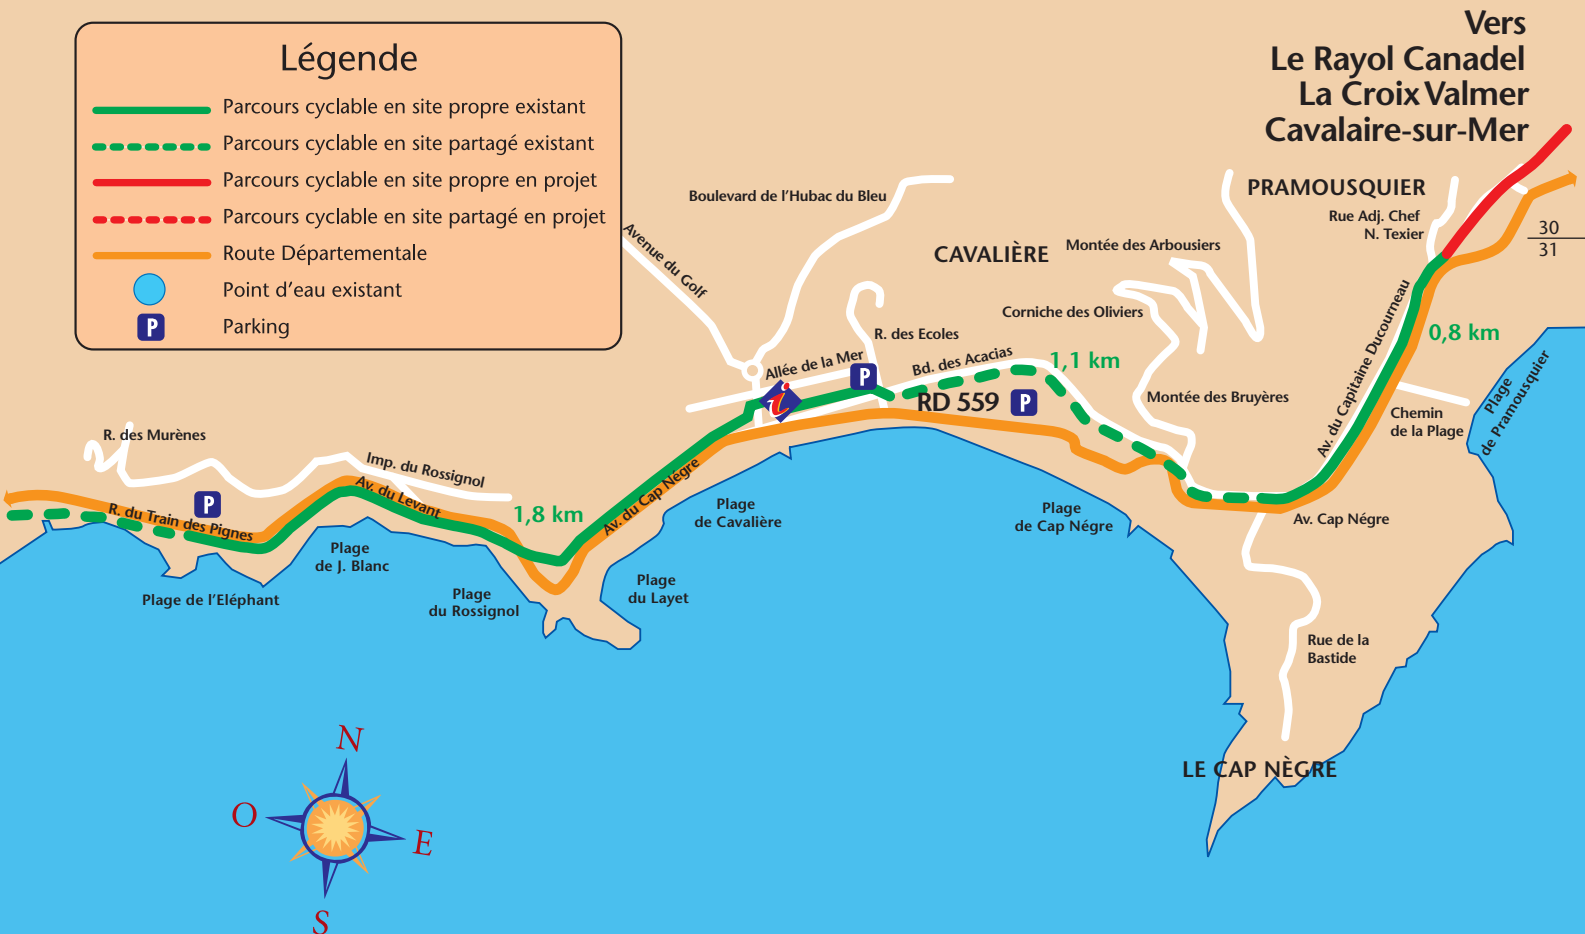 Légende
Parcours cyclable en site propre existant
Parcours cyclable en site partagé existant
Parcours cyclable en site propre en projet
Parcours cyclable en site partagé en projet
Route Départementale
Point d'eau existant
P
Parking
Vers
Le Rayol Canadel
La Croix Valmer
Cavalaire-sur-Mer
PRAMOUSQUIER
Rue Adj. Chef
N. Texier
30
31
Boulevard de l'Hubac du Bleu
Avenue du Golf
CAVALIÈRE
Montée des Arbousiers
Corniche des Oliviers
R. des Ecoles
Allée de la Mer
Bd. des Acacias
1,1 km
0,8 km
Av. du Capitaine Ducourneau
Plage
de Pramousquier
P
i
RD 559
P
Montée des Bruyères
Chemin
de la Plage
R. des Murènes
Imp. du Rossignol
Av. du Levant
P
R. du Train des Pignes
1,8 km
Av. du Cap Négre
Plage
de Cavalière
Plage
de Cap Négre
Av. Cap Négre
Plage
de J. Blanc
Plage de l'Eléphant
Plage
du Rossignol
Plage
du Layet
Rue de la
Bastide
LE CAP NÈGRE
N
O
E
S